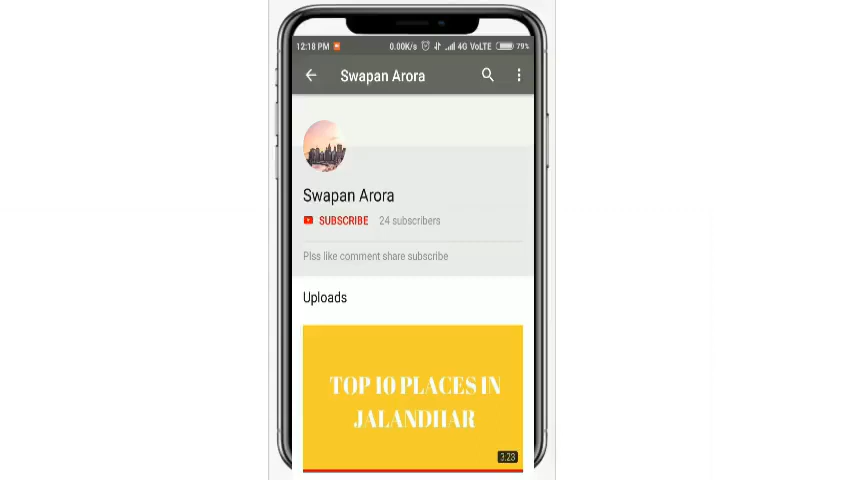 12:18 PM 0.00K/s 4G VoLTE 79%
Swapan Arora
Swapan Arora
SUBSCRIBE 24 subscribers
Plss like comment share subscribe
Uploads
TOP 10 PLACES IN
JALANDHAR
3:23